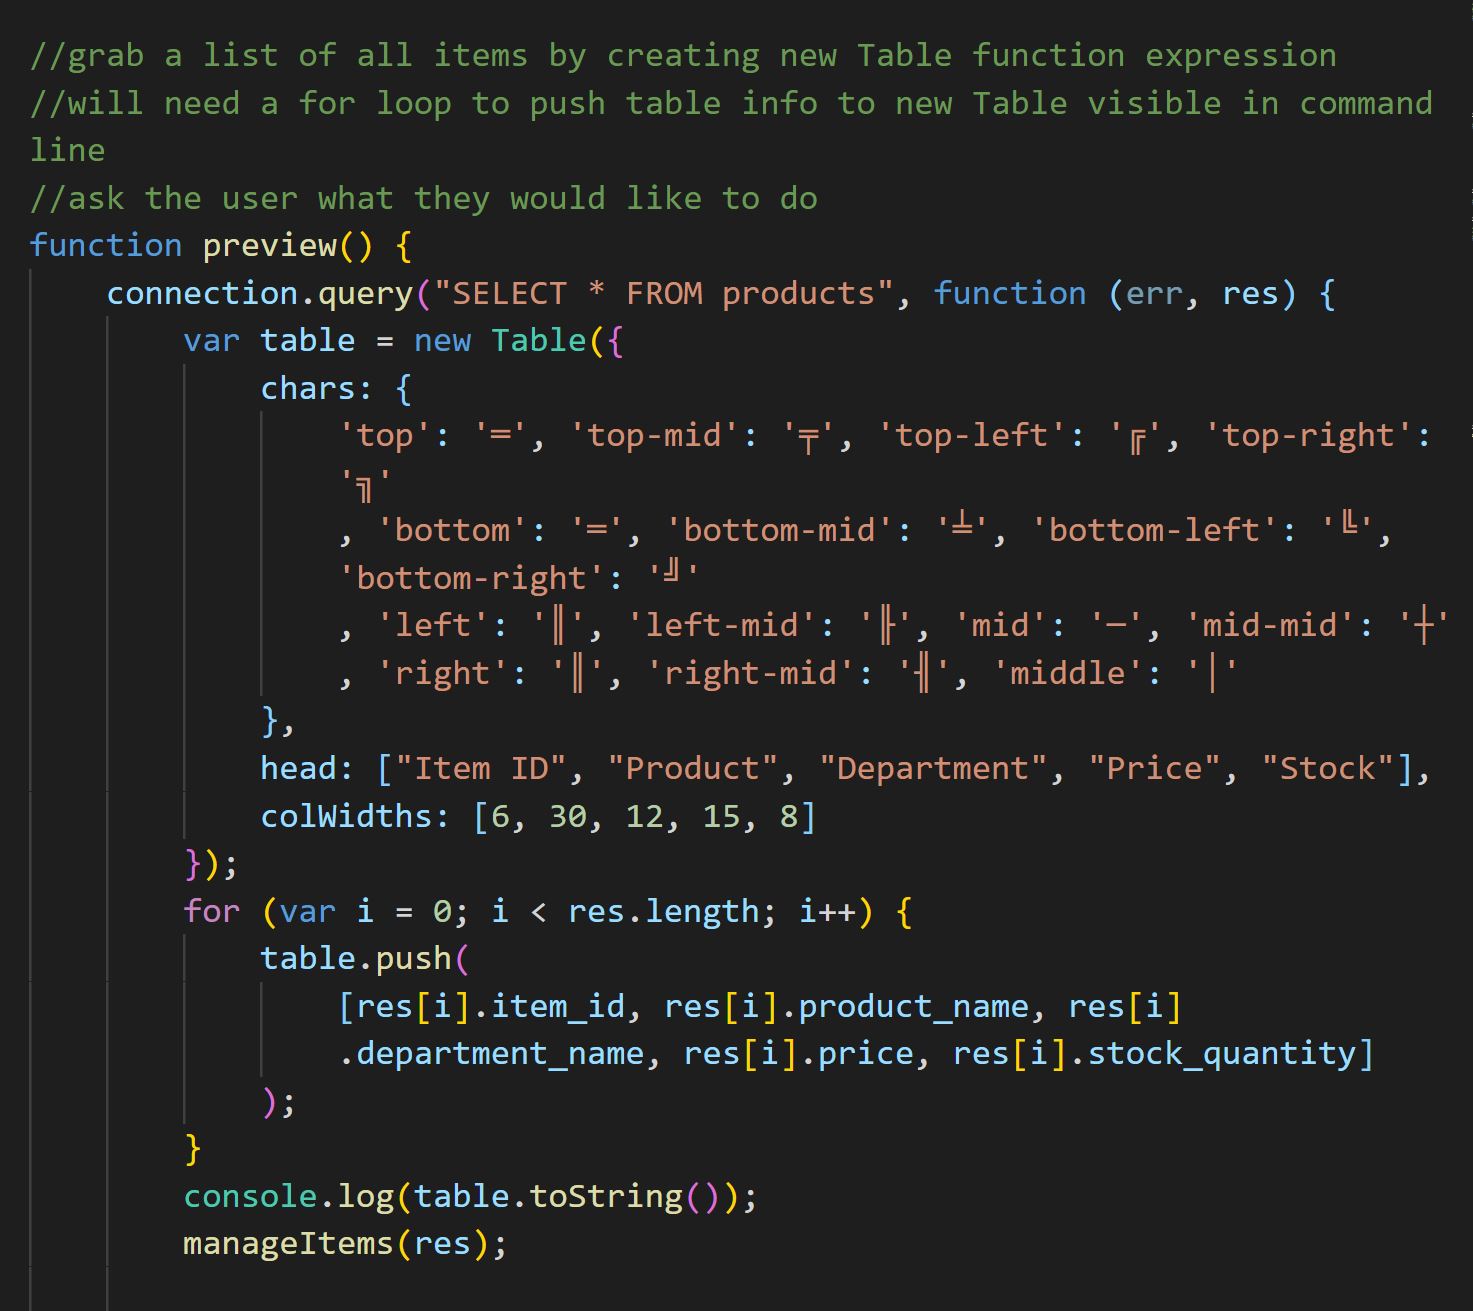 //grab a list of all items by creating new Table function expression
//will need a for loop to push table info to new Table visible in command
line
//ask the user what they would like to do
function preview() {
    connection.query("SELECT * FROM products", function (err, res) {
        var table = new Table({
            chars: {
                'top': '═', 'top-mid': '╤', 'top-left': '╔', 'top-right':
                '╗'
                , 'bottom': '═', 'bottom-mid': '╧', 'bottom-left': '╚',
                'bottom-right': '╝'
                , 'left': '║', 'left-mid': '╟', 'mid': '─', 'mid-mid': '┼'
                , 'right': '║', 'right-mid': '╢', 'middle': '│'
            },
            head: ["Item ID", "Product", "Department", "Price", "Stock"],
            colWidths: [6, 30, 12, 15, 8]
        });
        for (var i = 0; i < res.length; i++) {
            table.push(
                [res[i].item_id, res[i].product_name, res[i]
                .department_name, res[i].price, res[i].stock_quantity]
            );
        }
        console.log(table.toString());
        manageItems(res);